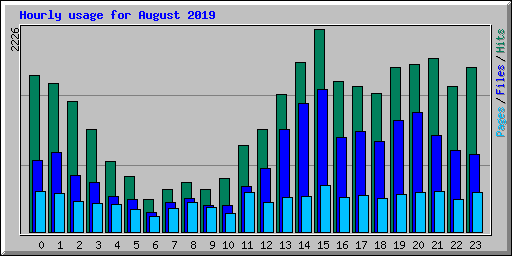 Hourly usage for August 2019
2226
Pages / Files / Hits
0 1 2 3 4 5 6 7 8 9 10 11 12 13 14 15 16 17 18 19 20 21 22 23